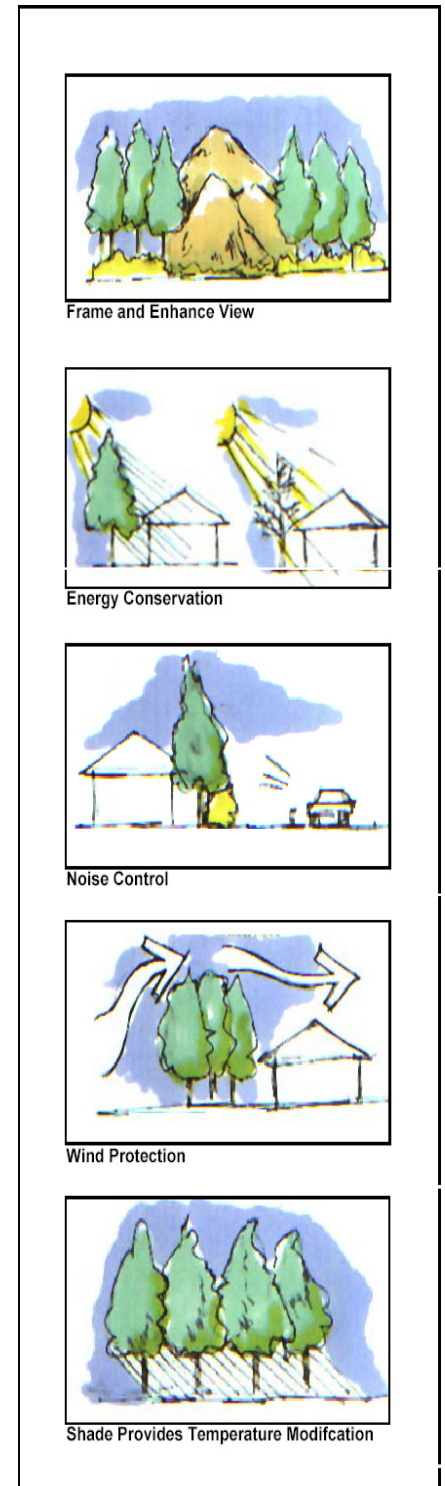 Frame and Enhance View
Energy Conservation
Noise Control
Wind Protection
Shade Provides Temperature Modifcation